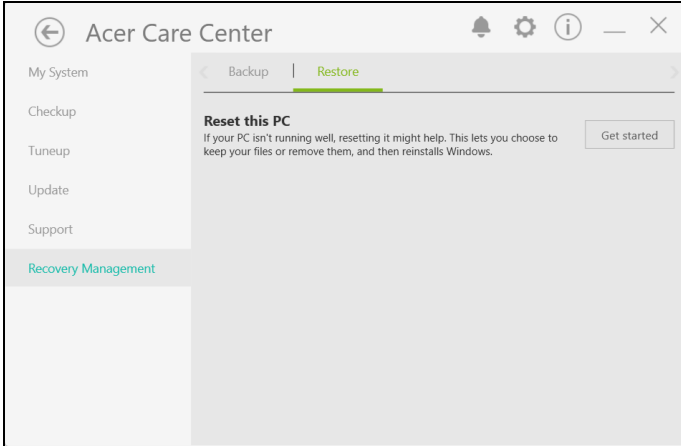 Acer Care Center
My System
Checkup
Tuneup
Update
Support
Recovery Management
Backup | Restore
Reset this PC
If your PC isn't running well, resetting it might help. This lets you choose to
keep your files or remove them, and then reinstalls Windows.
Get started